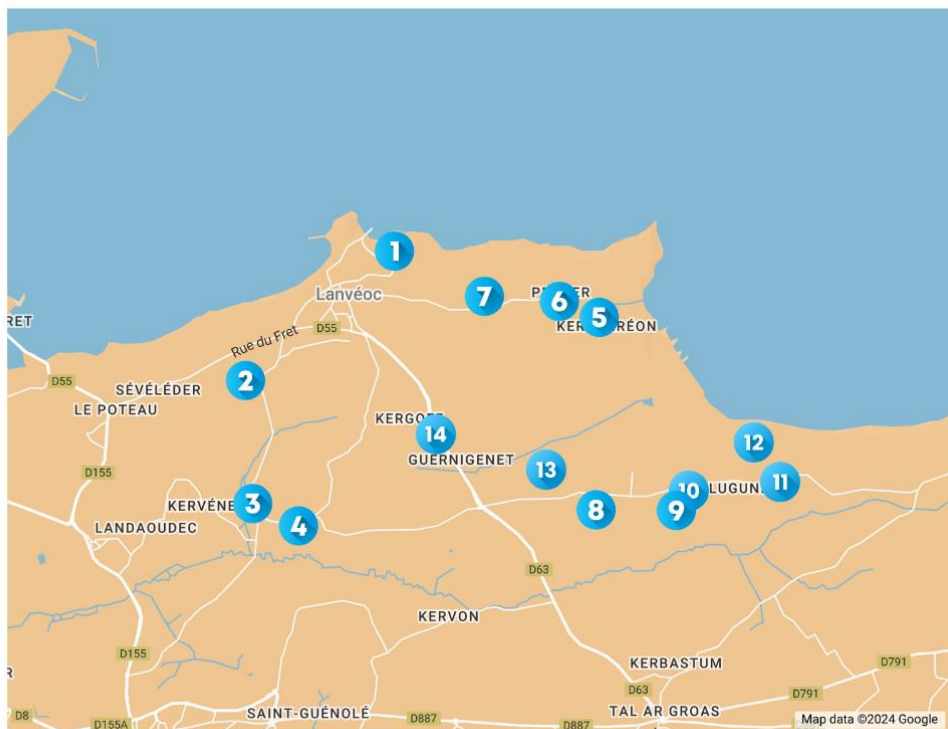 1
Lanvéoc
7
6
5
RET
D55
Rue du Fret
2
D55
SÉVÉLÉDER
LE POTEAU
14
GUERNIGENET
12
D155
13
11
10
3
8
9
4
LANDAOUDEC
D63
KERVON
D155
KERBASTUM
D791
R
D63
D791
D8
SAINT-GUÉNOLÉ
TAL AR GROAS
D155A
D887
D887
Map data ©2024 Google